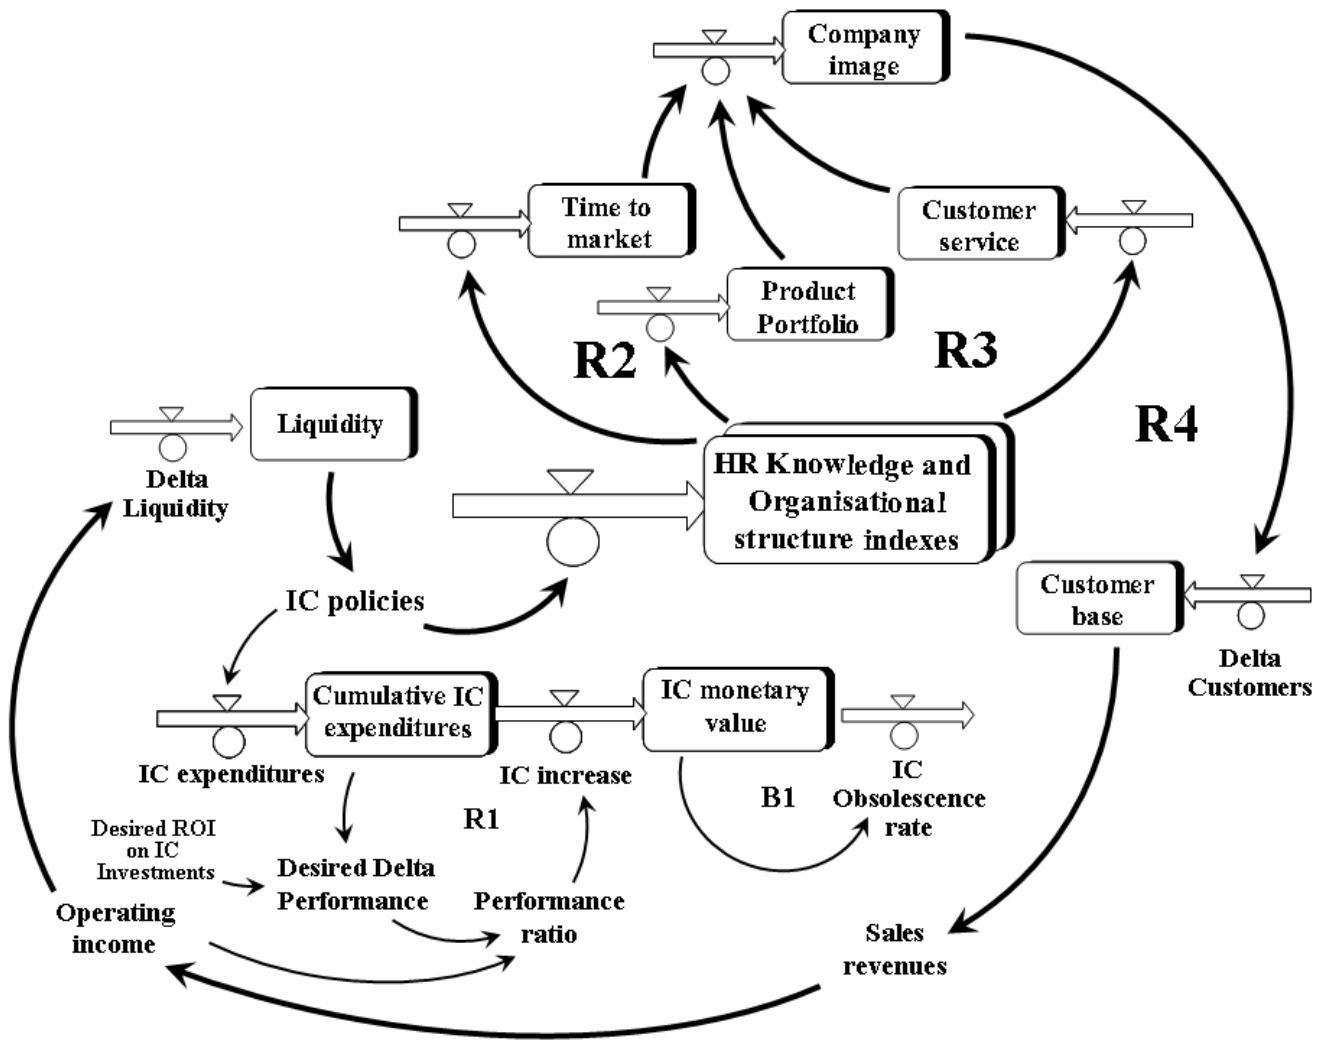 Company
image
Time to
market
Customer
service
Product
Portfolio
R2
R3
R4
Liquidity
Delta
Liquidity
HR Knowledge and
Organisational
structure indexes
IC policies
Customer
base
Delta
Customers
Cumulative IC
expenditures
IC monetary
value
IC expenditures
IC increase
IC
Obsolescence
rate
R1
B1
Desired ROI
on IC
Investments
Desired Delta
Performance
Performance
ratio
Operating
income
Sales
revenues